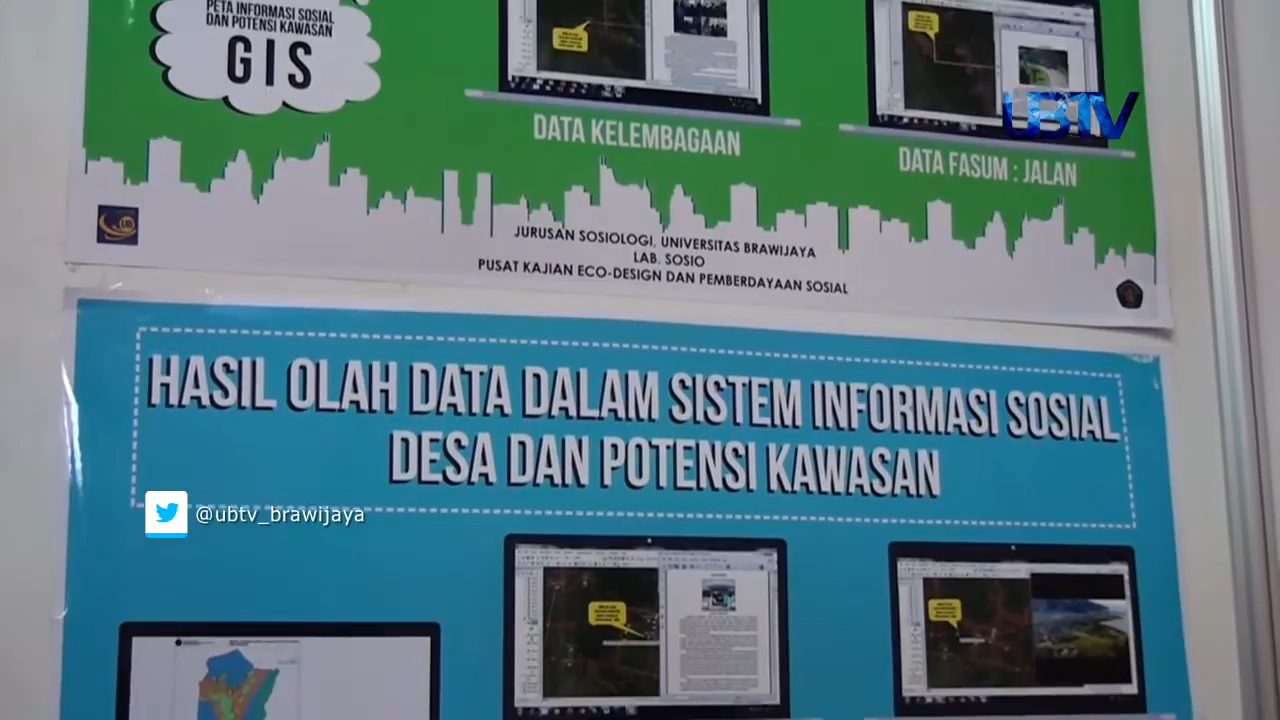 PETA INFORMASI SOSIAL
DAN POTENSI KAWASAN
GIS
DATA KELEMBAGAAN
DATA FASUM : JALAN
UBTV
JURUSAN SOSIOLOGI, UNIVERSITAS BRAWIJAYA
LAB. SOSIO
PUSAT KAJIAN ECO-DESIGN DAN PEMBERDAYAAN SOSIAL
HASIL OLAH DATA DALAM SISTEM INFORMASI SOSIAL
DESA DAN POTENSI KAWASAN
@ubtv_brawijaya